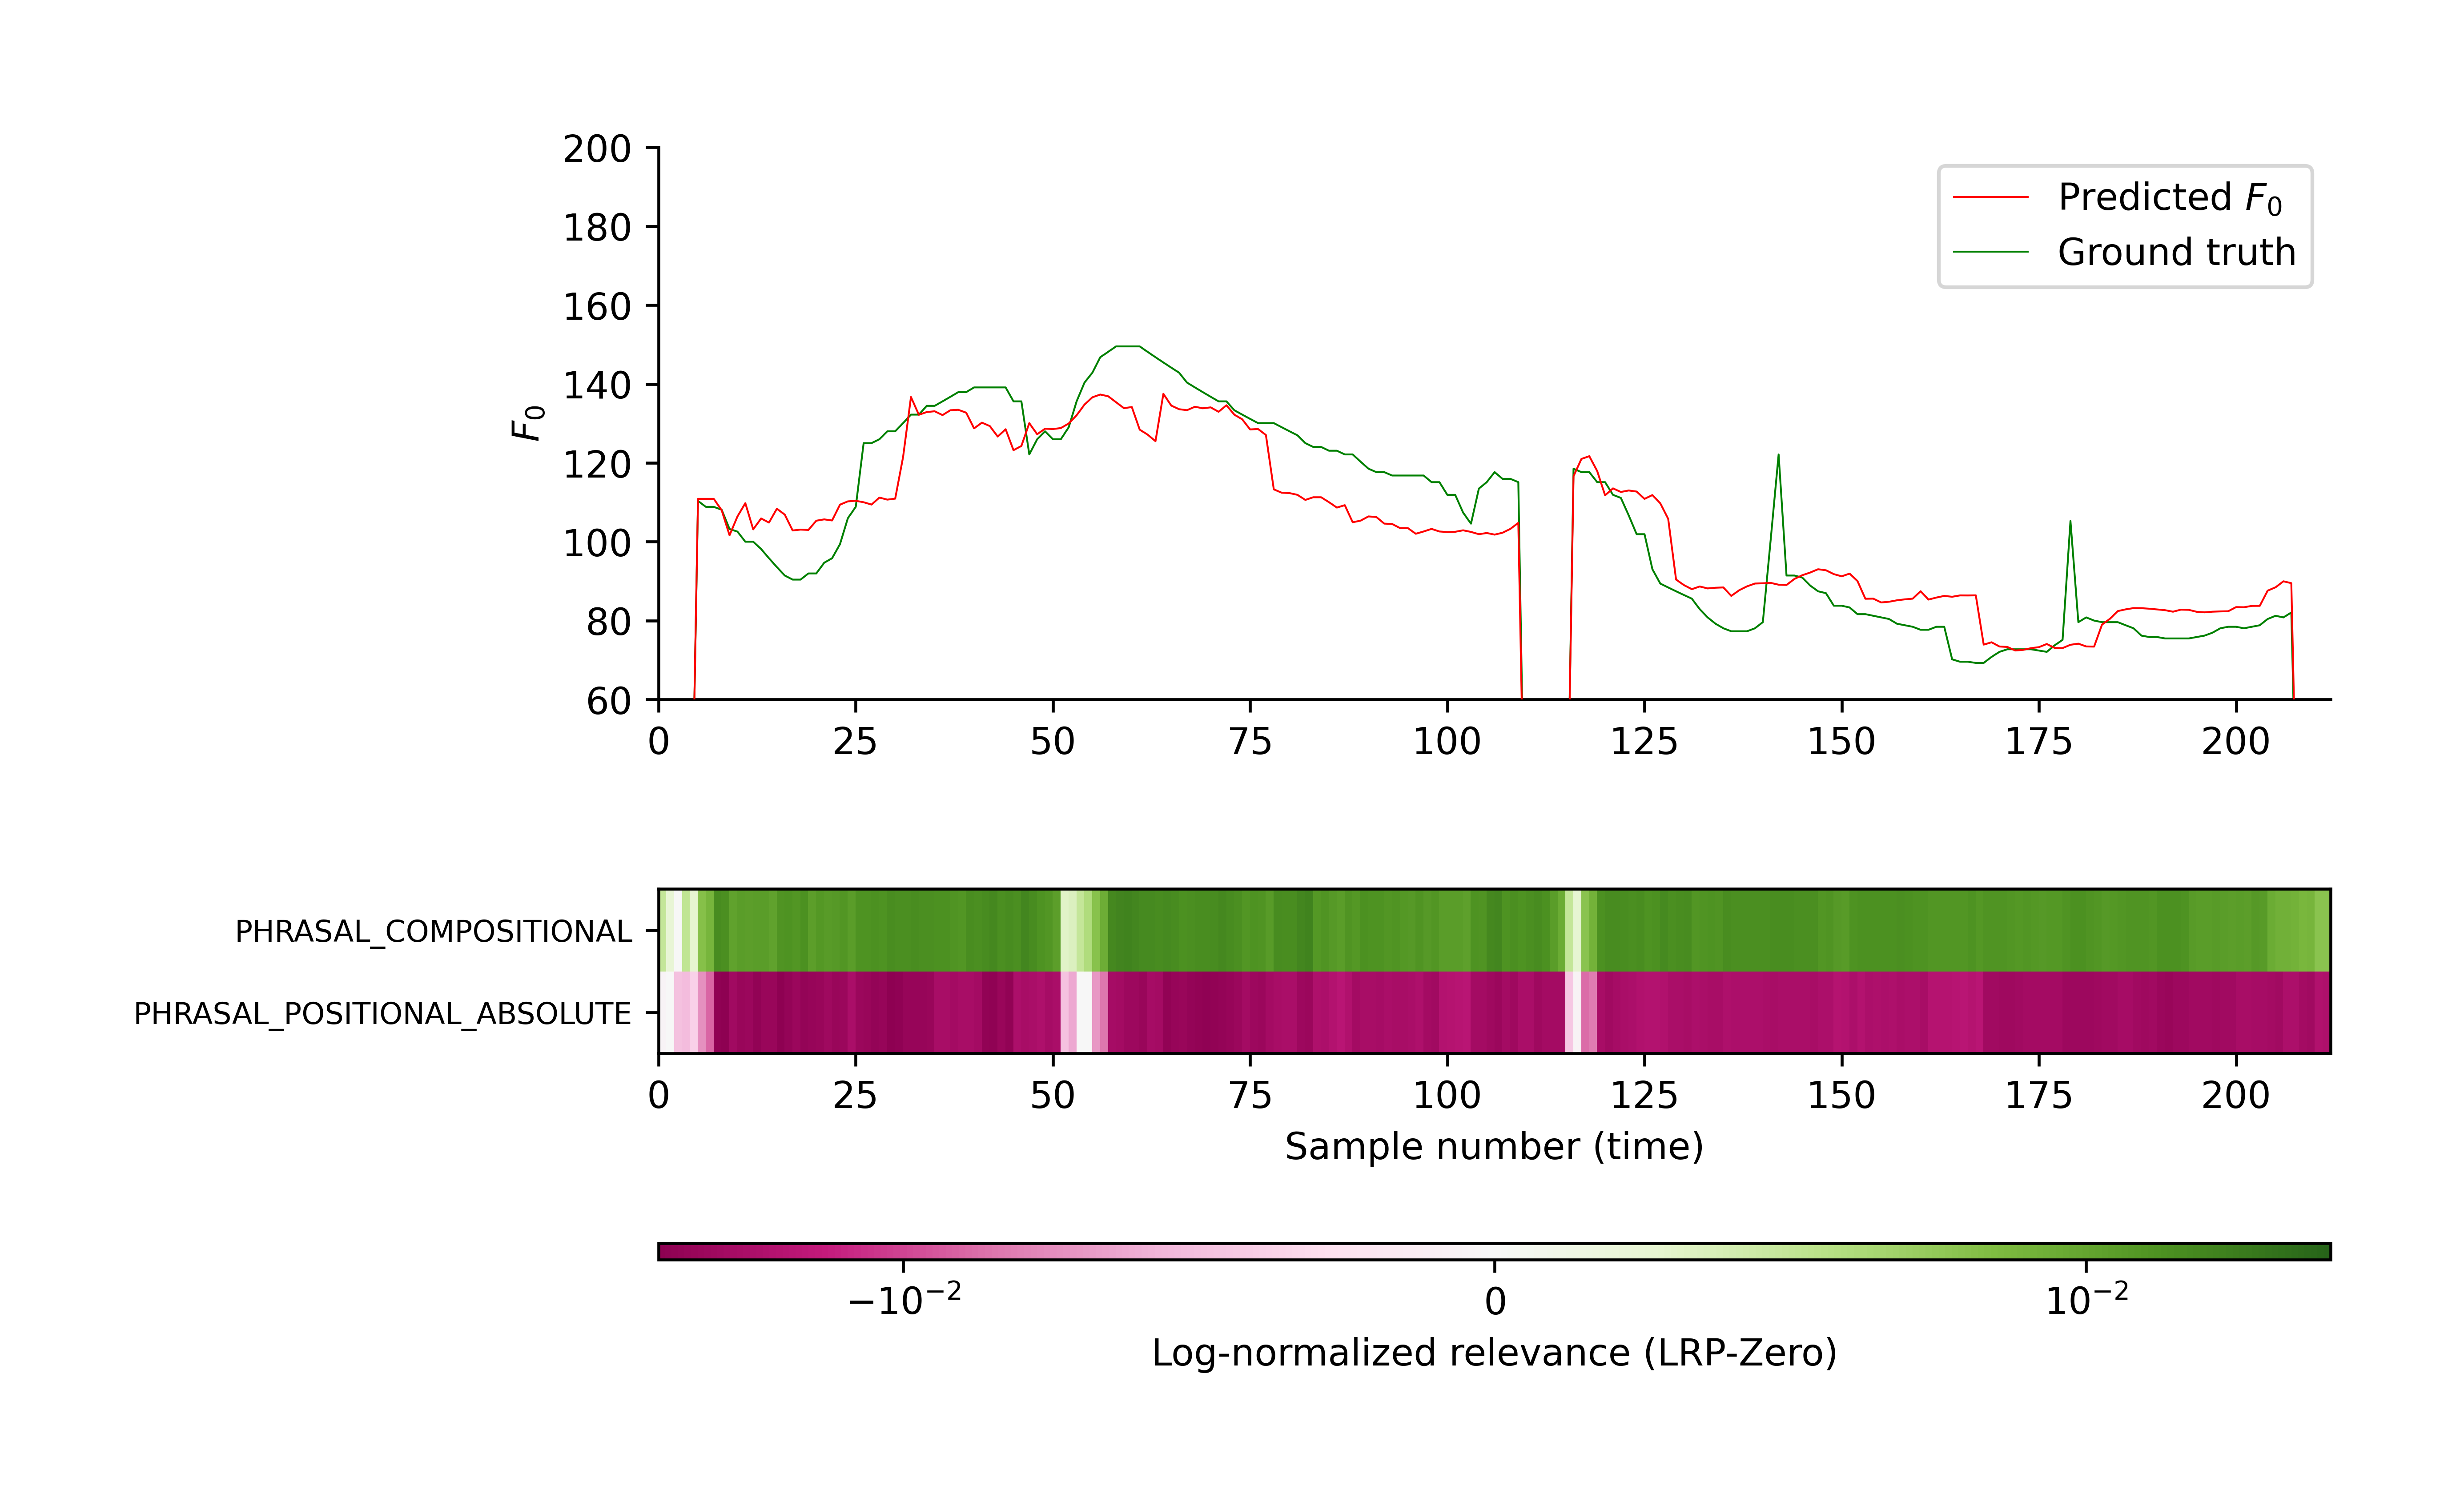 200
180
160
140
120
100
80
60
F₀
Predicted F₀
Ground truth
0 25 50 75 100 125 150 175 200
PHRASAL_COMPOSITIONAL
PHRASAL_POSITIONAL_ABSOLUTE
0 25 50 75 100 125 150 175 200
Sample number (time)
−10⁻² 0 10⁻²
Log-normalized relevance (LRP-Zero)